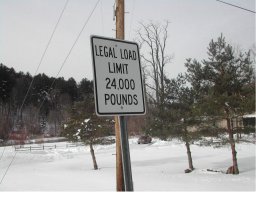 LEGAL LOAD
LIMIT
24,000
POUNDS